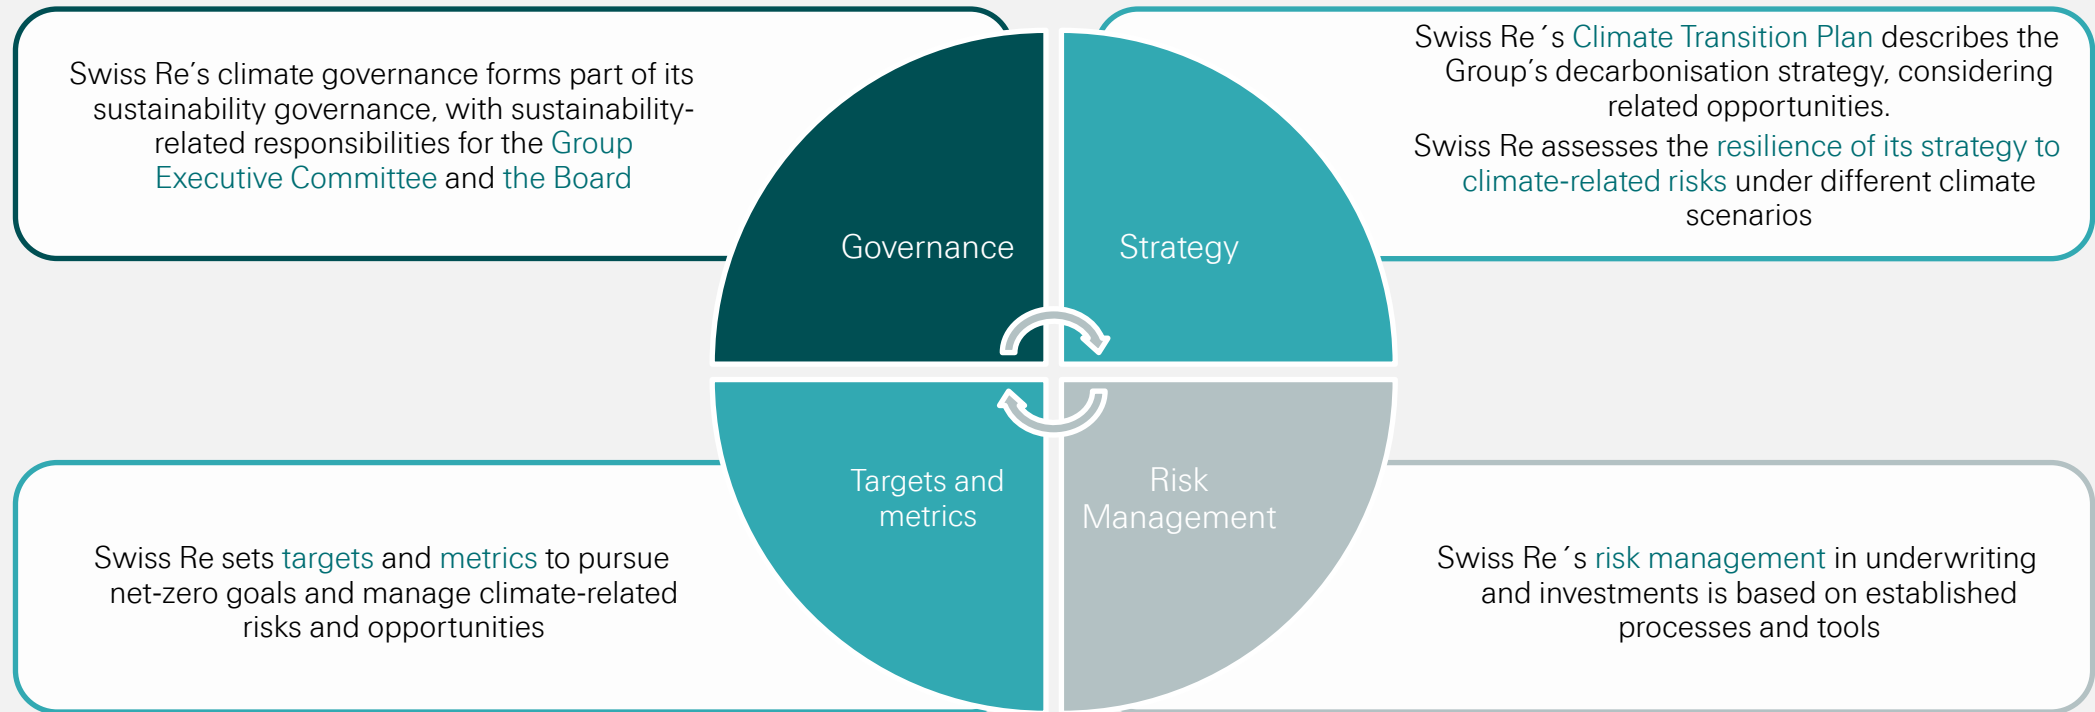 Swiss Re’s climate governance forms part of its
sustainability governance, with sustainability-
related responsibilities for the Group
Executive Committee and the Board
Swiss Re´s Climate Transition Plan describes the
Group’s decarbonisation strategy, considering
related opportunities.
Swiss Re assesses the resilience of its strategy to
climate-related risks under different climate
scenarios
Governance
Strategy
Targets and
metrics
Risk
Management
Swiss Re sets targets and metrics to pursue
net-zero goals and manage climate-related
risks and opportunities
Swiss Re´s risk management in underwriting
and investments is based on established
processes and tools